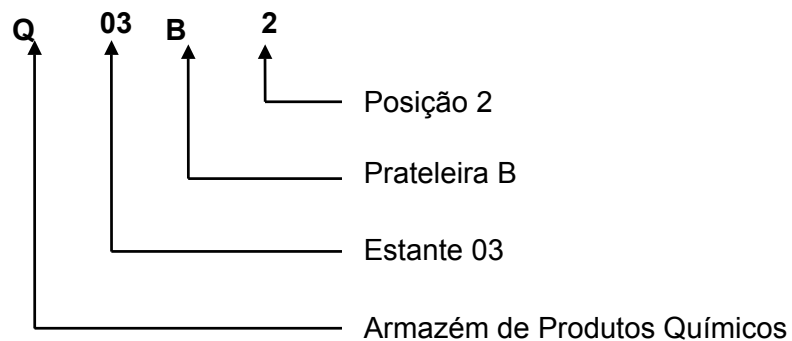 Q 03 B 2
Posição 2
Prateleira B
Estante 03
Armazém de Produtos Químicos